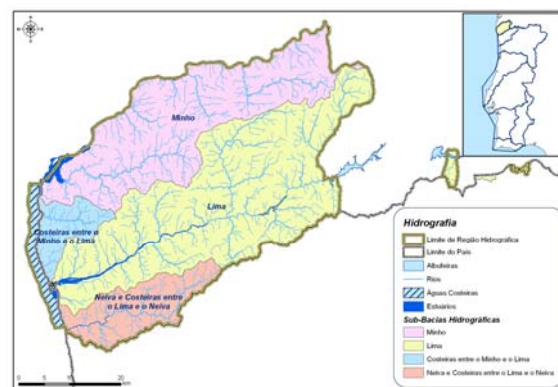 Minho
Lima
Costeiras entre o
Minho e o Lima
Neiva e Costeiras entre
o Lima e o Neiva
0 5 10 20
km
Hidrografia
Limite de Região Hidrográfica
Limite do País
Albufeiras
Rios
Águas Costeiras
Estuários
Sub-Bacias Hidrográficas
Minho
Lima
Costeiras entre o Minho e o Lima
Neiva e Costeiras entre o Lima e o Neiva